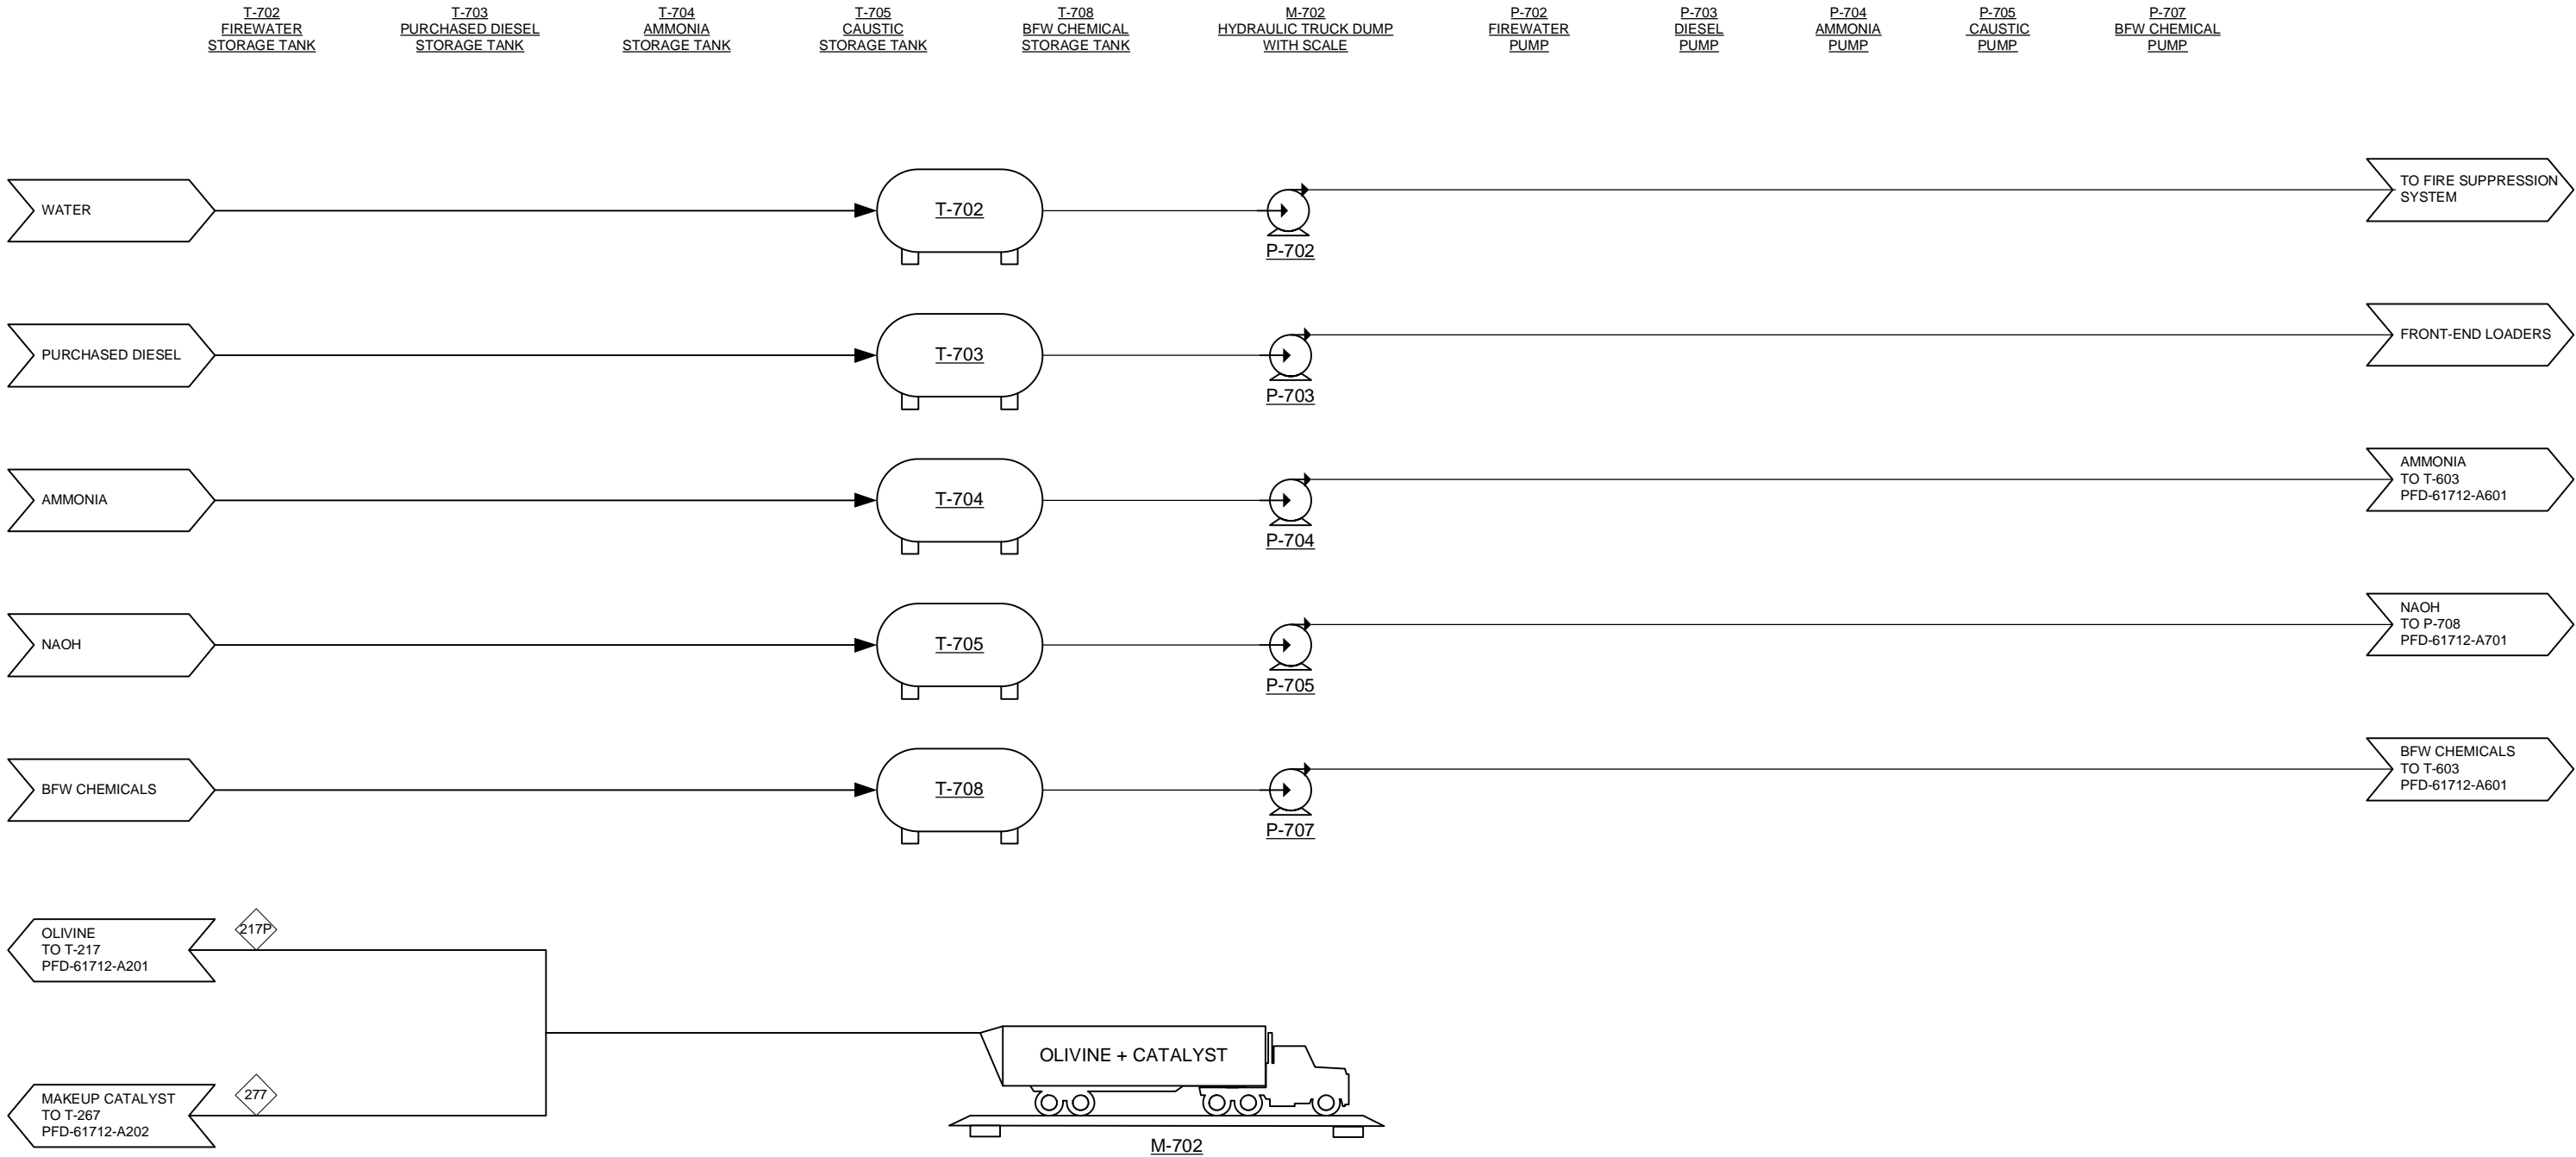 T-702
FIREWATER
STORAGE TANK
T-703
PURCHASED DIESEL
STORAGE TANK
T-704
AMMONIA
STORAGE TANK
T-705
CAUSTIC
STORAGE TANK
T-708
BFW CHEMICAL
STORAGE TANK
M-702
HYDRAULIC TRUCK DUMP
WITH SCALE
P-702
FIREWATER
PUMP
P-703
DIESEL
PUMP
P-704
AMMONIA
PUMP
P-705
CAUSTIC
PUMP
P-707
BFW CHEMICAL
PUMP
WATER
T-702
P-702
TO FIRE SUPPRESSION
SYSTEM
PURCHASED DIESEL
T-703
P-703
FRONT-END LOADERS
AMMONIA
T-704
P-704
AMMONIA
TO T-603
PFD-61712-A601
NAOH
T-705
P-705
NAOH
TO P-708
PFD-61712-A701
BFW CHEMICALS
T-708
P-707
BFW CHEMICALS
TO T-603
PFD-61712-A601
OLIVINE
TO T-217
PFD-61712-A201
217P
MAKEUP CATALYST
TO T-267
PFD-61712-A202
277
OLIVINE + CATALYST
M-702